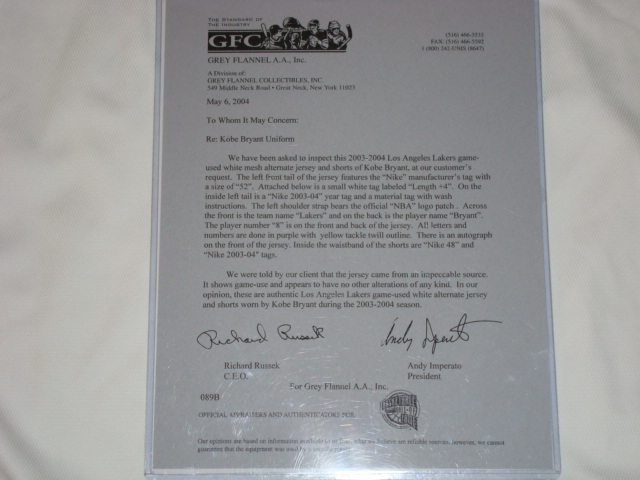 THE STANDARD OF
THE INDUSTRY
GFC
GREY FLANNEL A.A., Inc.
(516) 466-5533
FAX: (516) 466-5592
1 (800) 242-UNIS (8647)
A Division of:
GREY FLANNEL COLLECTIBLES, INC.
549 Middle Neck Road • Great Neck, New York 11023
May 6, 2004
To Whom It May Concern:
Re: Kobe Bryant Uniform
We have been asked to inspect this 2003-2004 Los Angeles Lakers game-
used white mesh alternate jersey and shorts of Kobe Bryant, at our customer's
request. The left front tail of the jersey features the "Nike" manufacturer's tag with
a size of "52". Attached below is a small white tag labeled "Length +4". On the
inside left tail is a "Nike 2003-04" year tag and a material tag with wash
instructions. The left shoulder strap bears the official "NBA" logo patch . Across
the front is the team name "Lakers" and on the back is the player name "Bryant".
The player number "8" is on the front and back of the jersey. All letters and
numbers are done in purple with yellow tackle twill outline. There is an autograph
on the front of the jersey. Inside the waistband of the shorts are "Nike 48" and
"Nike 2003-04" tags.
We were told by our client that the jersey came from an impeccable source.
It shows game-use and appears to have no other alterations of any kind. In our
opinion, these are authentic Los Angeles Lakers game-used white alternate jersey
and shorts worn by Kobe Bryant during the 2003-2004 season.
Richard Russek
Andy Imperato
Richard Russek
C.E.O.
Andy Imperato
President
For Grey Flannel A.A., Inc.
089B
OFFICIAL APPRAISERS AND AUTHENTICATORS FOR:
Our opinions are based on information available to us from what we believe are reliable sources, however, we cannot
guarantee that the equipment was used by a